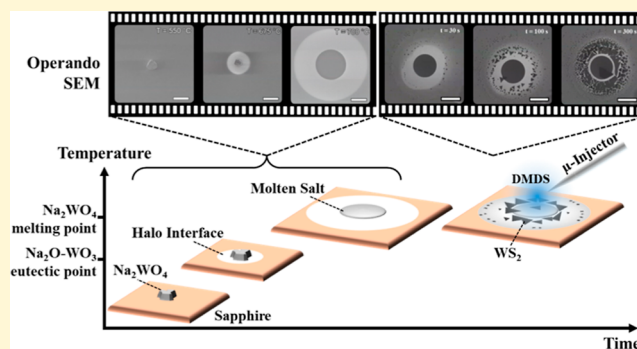 Operando
SEM
T = 550 °C
t = 30 s
t = 100 s
t = 300 s
Temperature
Na₂WO₄
melting point
Na₂O-WO₃
eutectic point
Molten Salt
Halo Interface
Na₂WO₄
Sapphire
DMDS
μ-Injector
WS₂
Time